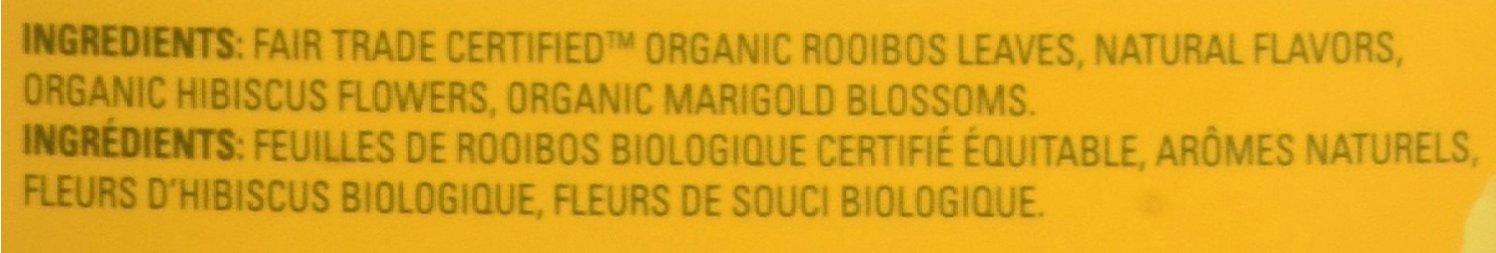 INGREDIENTS: FAIR TRADE CERTIFIED™ ORGANIC ROOIBOS LEAVES, NATURAL FLAVORS,
ORGANIC HIBISCUS FLOWERS, ORGANIC MARIGOLD BLOSSOMS.
INGRÉDIENTS: FEUILLES DE ROOIBOS BIOLOGIQUE CERTIFIÉ ÉQUITABLE, ARÔMES NATURELS,
FLEURS D'HIBISCUS BIOLOGIQUE, FLEURS DE SOUCI BIOLOGIQUE.